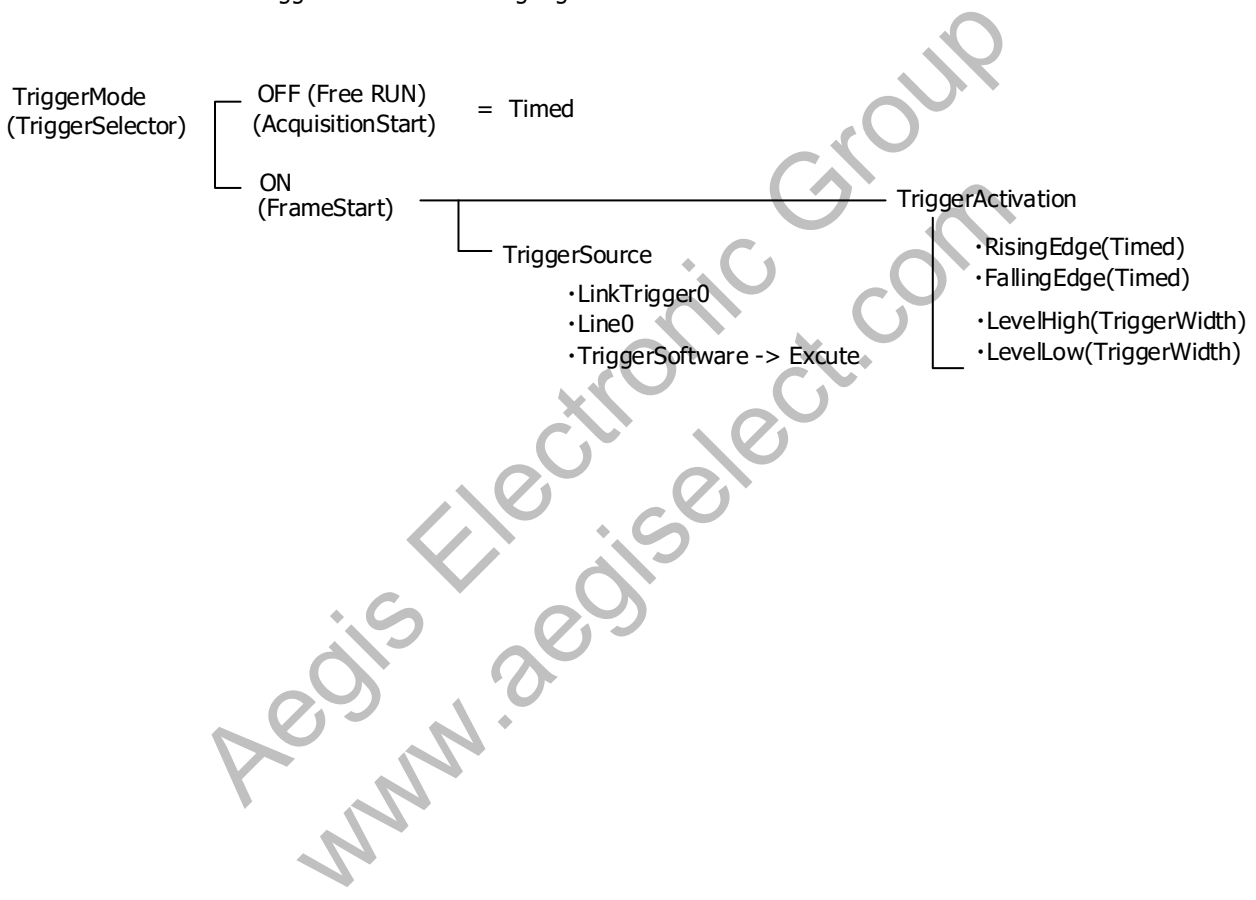 TriggerMode
(TriggerSelector)
OFF (Free RUN)
(AcquisitionStart)
= Timed
ON
(FrameStart)
TriggerActivation
・RisingEdge(Timed)
・FallingEdge(Timed)
・LevelHigh(TriggerWidth)
・LevelLow(TriggerWidth)
TriggerSource
・LinkTrigger0
・Line0
・TriggerSoftware -> Excute
Aegis Electronic Group
www.aegiselect.com